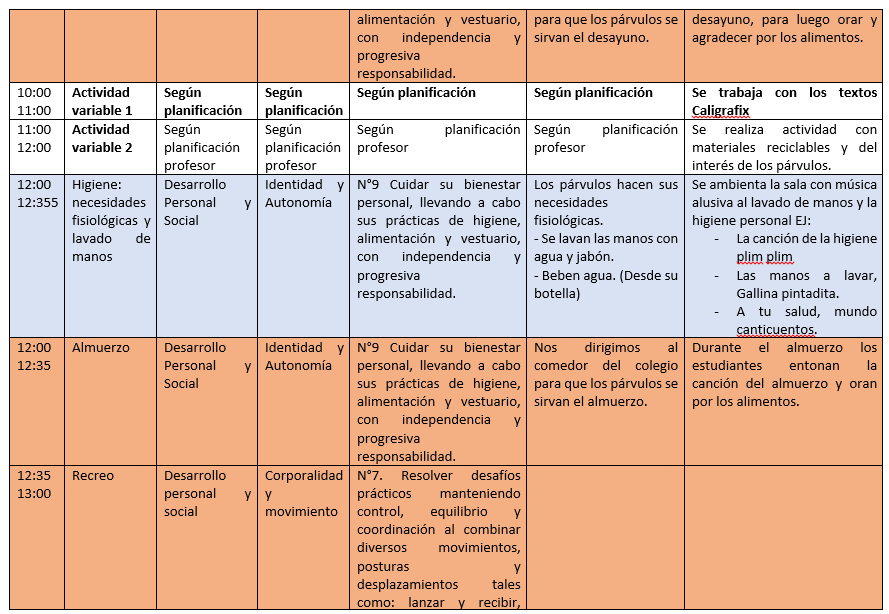 alimentación y vestuario,
con independencia y
progresiva
responsabilidad.
para que los párvulos se
sirvan el desayuno.
desayuno, para luego orar y
agradecer por los alimentos.
10:00
11:00
Actividad
variable 1
Según
planificación
Según
planificación
Según planificación
Según planificación
Se trabaja con los textos
Caligrafix
11:00
12:00
Actividad
variable 2
Según
planificación
profesor
Según
planificación
profesor
Según planificación
profesor
Según planificación
profesor
Se realiza actividad con
materiales reciclables y del
interés de los párvulos.
12:00
12:355
Higiene:
necesidades
fisiológicas y
lavado de
manos
Desarrollo
Personal y
Social
Identidad y
Autonomía
N°9 Cuidar su bienestar
personal, llevando a cabo
sus prácticas de higiene,
alimentación y vestuario,
con independencia y
progresiva
responsabilidad.
Los párvulos hacen sus
necesidades
fisiológicas.
- Se lavan las manos con
agua y jabón.
- Beben agua. (Desde su
botella)
Se ambienta la sala con música
alusiva al lavado de manos y la
higiene personal EJ:
- La canción de la higiene
plim plim
- Las manos a lavar,
Gallina pintadita.
- A tu salud, mundo
canticuentos.
12:00
12:35
Almuerzo
Desarrollo
Personal y
Social
Identidad y
Autonomía
N°9 Cuidar su bienestar
personal, llevando a cabo
sus prácticas de higiene,
alimentación y vestuario,
con independencia y
progresiva
responsabilidad.
Nos dirigimos al
comedor del colegio
para que los párvulos se
sirvan el almuerzo.
Durante el almuerzo los
estudiantes entonan la
canción del almuerzo y oran
por los alimentos.
12:35
13:00
Recreo
Desarrollo
personal y
social
Corporalidad
y
movimiento
N°7. Resolver desafíos
prácticos manteniendo
control, equilibrio y
coordinación al combinar
diversos movimientos,
posturas y
desplazamientos tales
como: lanzar y recibir,